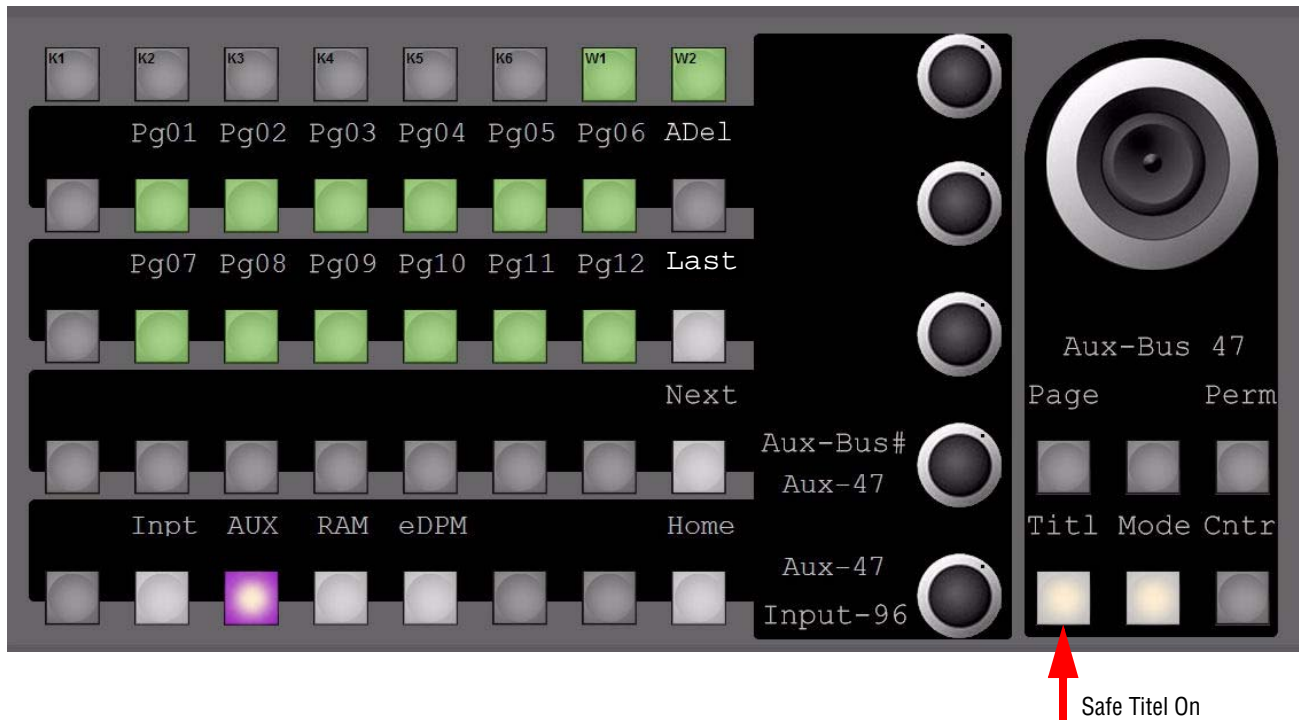 K1 K2 K3 K4 K5 K6 W1 W2
Pg01 Pg02 Pg03 Pg04 Pg05 Pg06 ADel
Pg07 Pg08 Pg09 Pg10 Pg11 Pg12 Last
Next
Inpt AUX RAM eDPM Home
Aux-Bus#
Aux-47
Aux-47
Input-96
Aux-Bus 47
Page Perm
Titl Mode Cntr
Safe Titel On